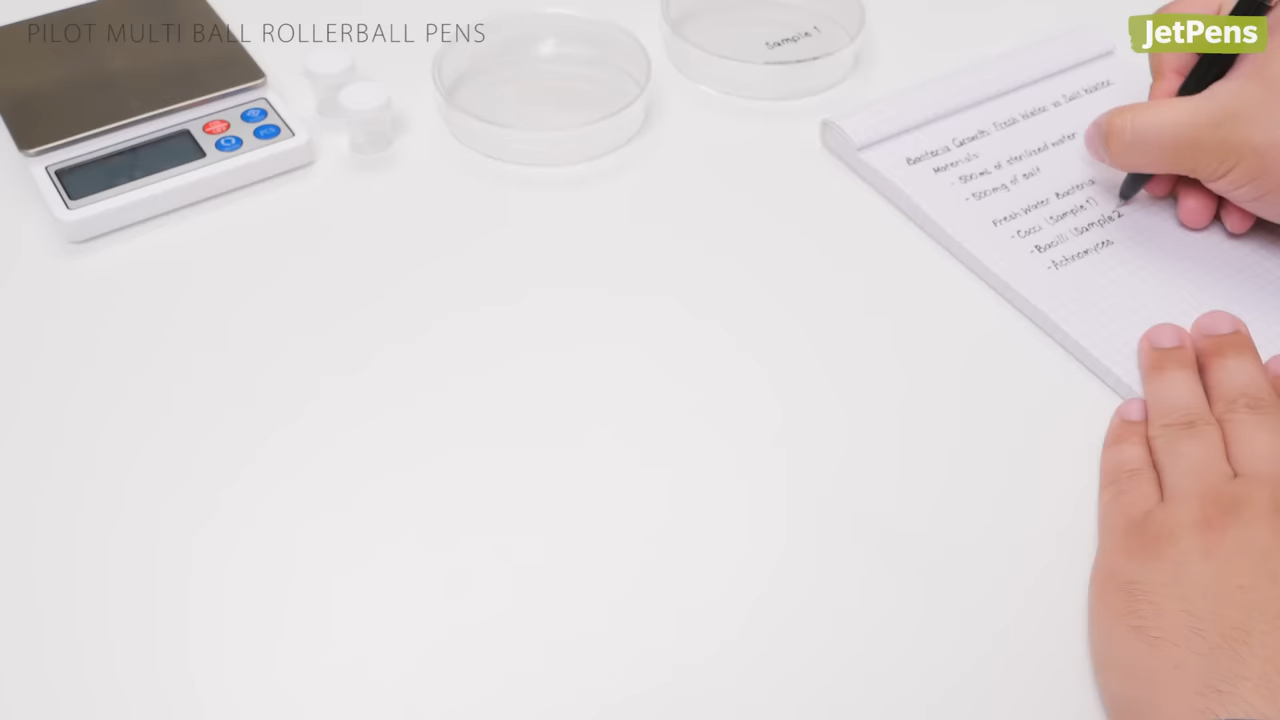 PILOT MULTI BALL ROLLERBALL PENS
JetPens
Sample 1
Bacteria Growth: Fresh Water vs Salt Water
Materials:
- 500mL of sterilized water
- 500mg of salt
Fresh Water Bacteria
- Cocci (Sample 1)
- Bacilli (Sample 2
- Actinomyces
PCS